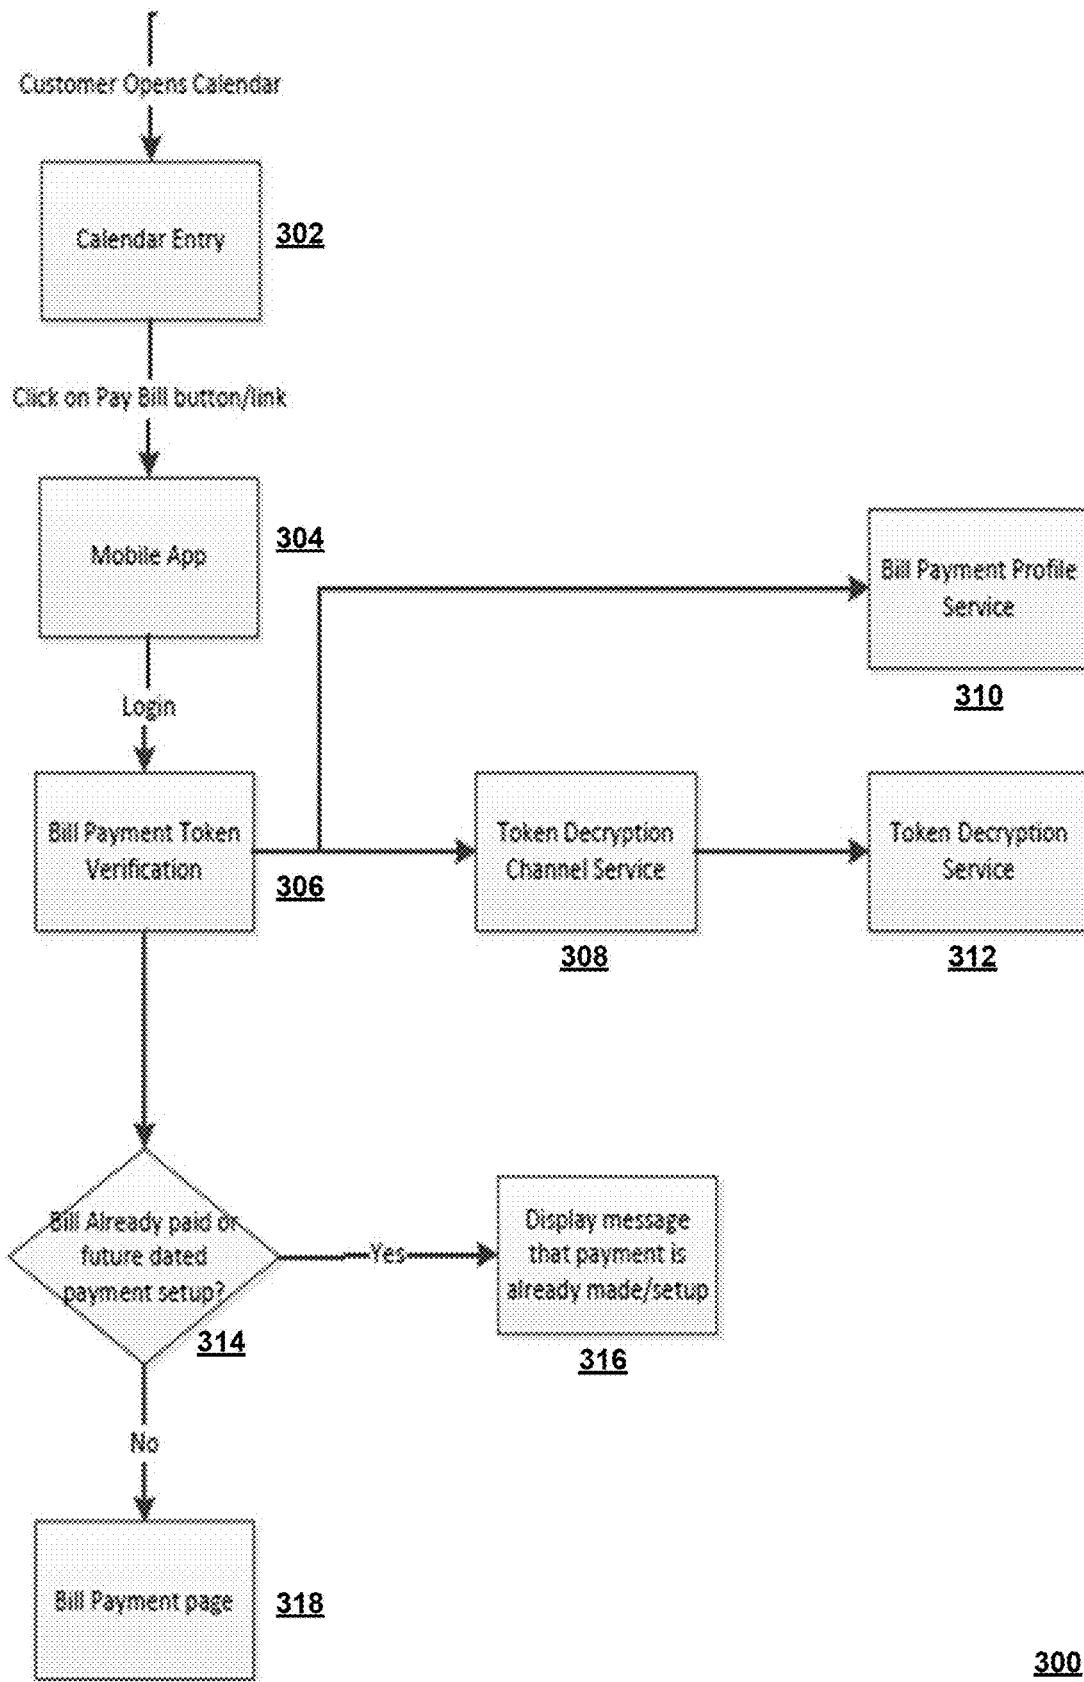 Customer Opens Calendar
Calendar Entry
302
Click on Pay Bill button/link
Mobile App
304
Bill Payment Profile
Service
310
Login
Bill Payment Token
Verification
306
Token Decryption
Channel Service
308
Token Decryption
Service
312
Bill Already paid or
future dated
payment setup?
314
Yes
Display message
that payment is
already made/setup
316
No
Bill Payment page
318
300